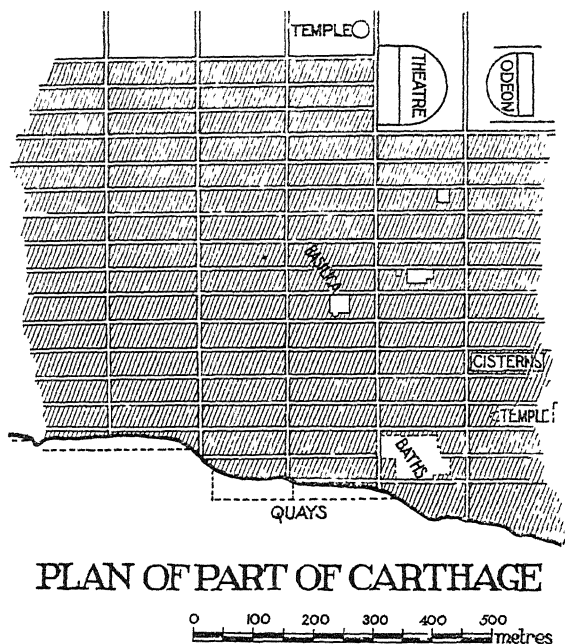 TEMPLE
THEATRE
ODEON
BASILICA
CISTERNS
TEMPLE
BATHS
QUAYS
PLAN OF PART OF CARTHAGE
0 100 200 300 400 500
metres